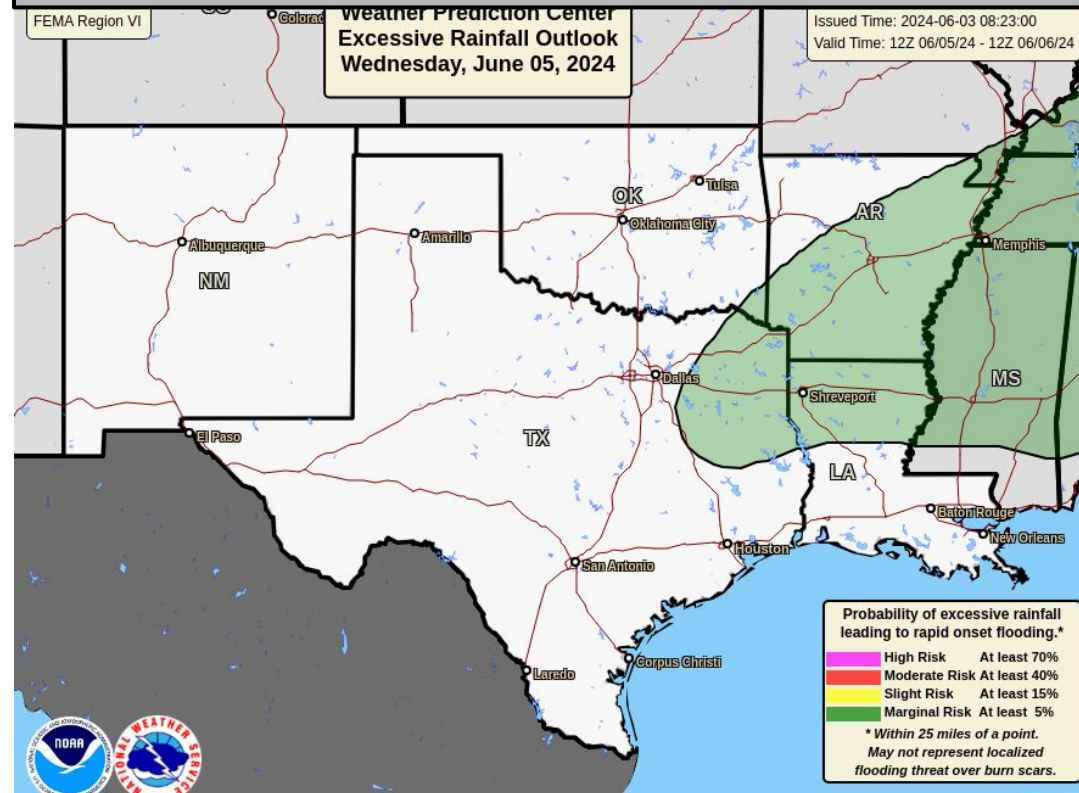 FEMA Region VI
Weather Prediction Center
Excessive Rainfall Outlook
Wednesday, June 05, 2024
Issued Time: 2024-06-03 08:23:00
Valid Time: 12Z 06/05/24 - 12Z 06/06/24
OK
Tulsa
Oklahoma City
AR
Memphis
Albuquerque
Amarillo
NM
Dallas
MS
Shreveport
El Paso
TX
LA
Baton Rouge
New Orleans
Houston
San Antonio
Corpus Christi
Laredo
Probability of excessive rainfall
leading to rapid onset flooding.*
High Risk At least 70%
Moderate Risk At least 40%
Slight Risk At least 15%
Marginal Risk At least 5%
* Within 25 miles of a point.
May not represent localized
flooding threat over burn scars.
NOAA
NATIONAL WEATHER SERVICE